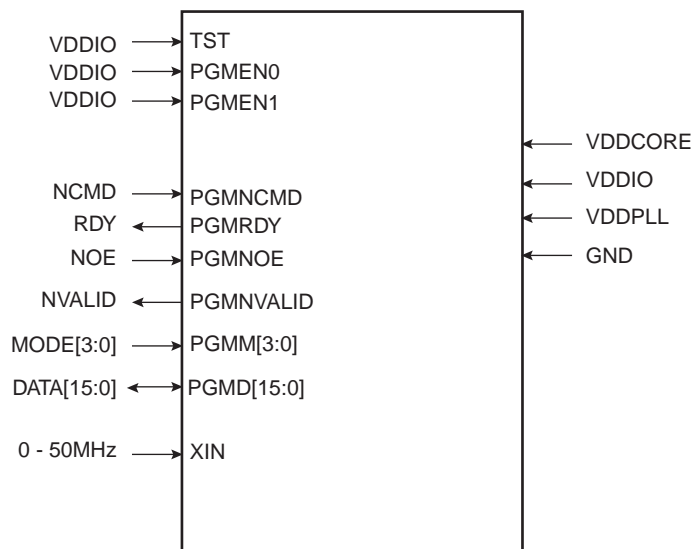 VDDIO TST
VDDIO PGMEN0
VDDIO PGMEN1
VDDCORE
VDDIO
NCMD PGMNCMD
VDDPLL
RDY PGMRDY
NOE PGMNOE
GND
NVALID PGMNVALID
MODE[3:0] PGMM[3:0]
DATA[15:0] PGMD[15:0]
0 - 50MHz XIN